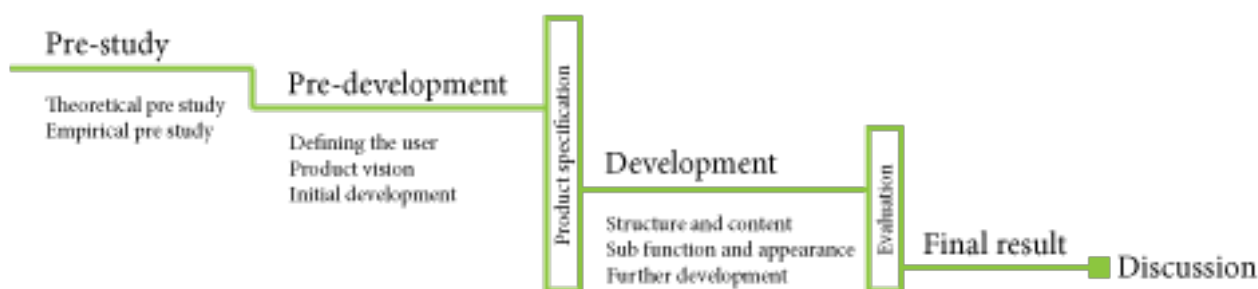 Pre-study
Theoretical pre study
Empirical pre study
Pre-development
Defining the user
Product vision
Initial development
Product specification
Development
Structure and content
Sub function and appearance
Further development
Evaluation
Final result
Discussion